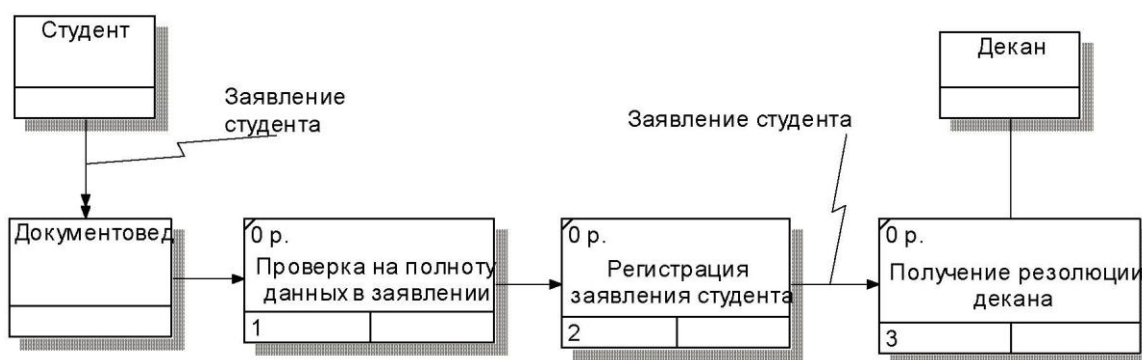 Студент
Декан
Заявление
студента
Заявление студента
Документовед
0 р.
Проверка на полноту
данных в заявлении
1
0 р.
Регистрация
заявления студента
2
0 р.
Получение резолюции
декана
3